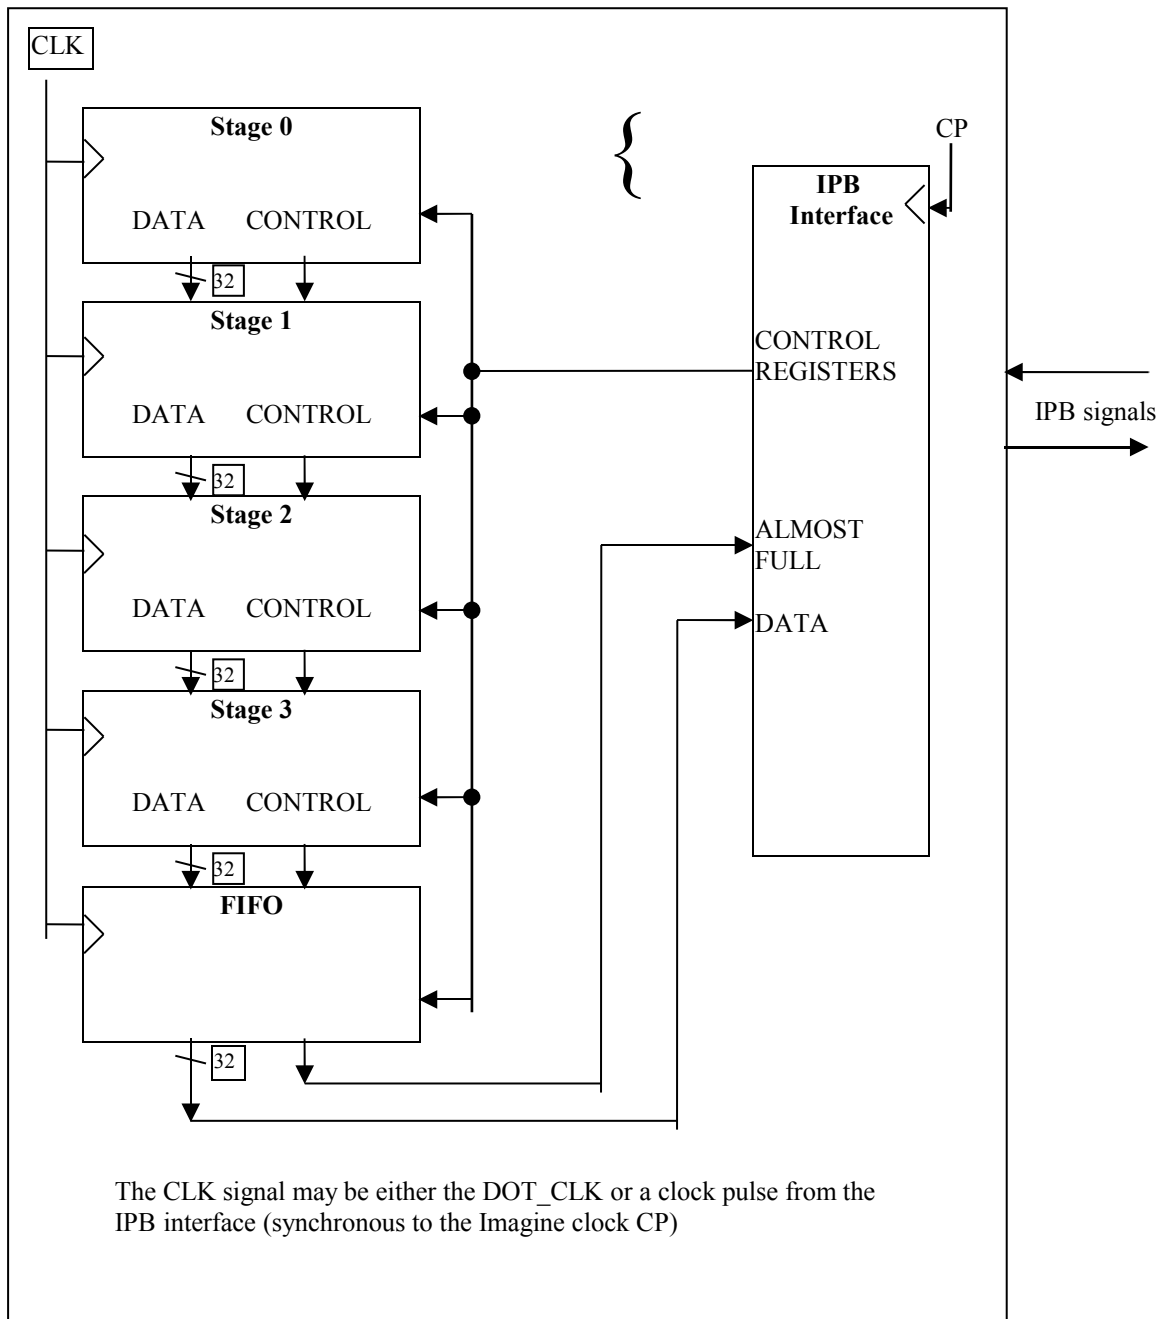 CLK
Stage 0
DATA CONTROL
32
Stage 1
DATA CONTROL
32
Stage 2
DATA CONTROL
32
Stage 3
DATA CONTROL
32
FIFO
32
{
CP
IPB
Interface
CONTROL
REGISTERS
ALMOST
FULL
DATA
IPB signals
The CLK signal may be either the DOT_CLK or a clock pulse from the
IPB interface (synchronous to the Imagine clock CP)